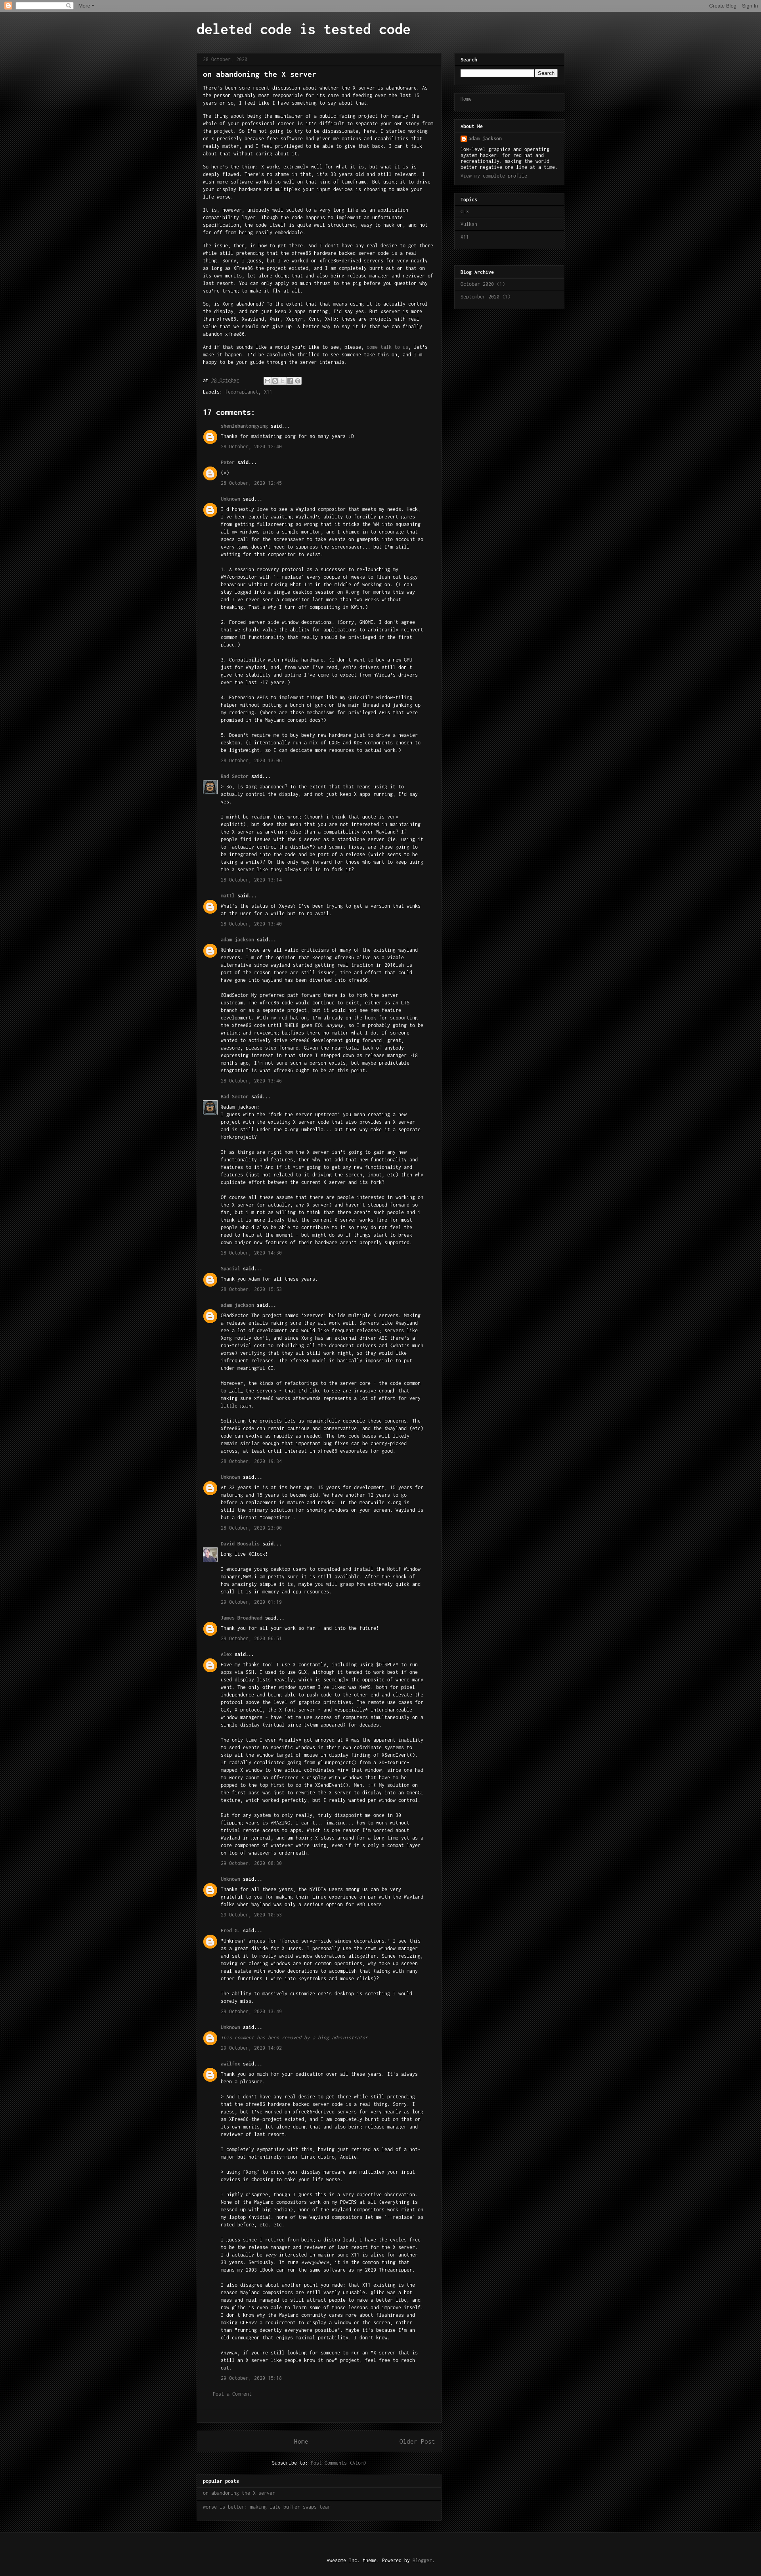 More
Create Blog Sign In
deleted code is tested code
28 October, 2020
on abandoning the X server
There's been some recent discussion about whether the X server is abandonware. As
the person arguably most responsible for its care and feeding over the last 15
years or so, I feel like I have something to say about that.
The thing about being the maintainer of a public-facing project for nearly the
whole of your professional career is it's difficult to separate your own story from
the project. So I'm not going to try to be dispassionate, here. I started working
on X precisely because free software had given me options and capabilities that
really matter, and I feel privileged to be able to give that back. I can't talk
about that without caring about it.
So here's the thing: X works extremely well for what it is, but what it is is
deeply flawed. There's no shame in that, it's 33 years old and still relevant, I
wish more software worked so well on that kind of timeframe. But using it to drive
your display hardware and multiplex your input devices is choosing to make your
life worse.
It is, however, uniquely well suited to a very long life as an application
compatibility layer. Though the code happens to implement an unfortunate
specification, the code itself is quite well structured, easy to hack on, and not
far off from being easily embeddable.
The issue, then, is how to get there. And I don't have any real desire to get there
while still pretending that the xfree86 hardware-backed server code is a real
thing. Sorry, I guess, but I've worked on xfree86-derived servers for very nearly
as long as XFree86-the-project existed, and I am completely burnt out on that on
its own merits, let alone doing that and also being release manager and reviewer of
last resort. You can only apply so much thrust to the pig before you question why
you're trying to make it fly at all.
So, is Xorg abandoned? To the extent that that means using it to actually control
the display, and not just keep X apps running, I'd say yes. But xserver is more
than xfree86. Xwayland, Xwin, Xephyr, Xvnc, Xvfb: these are projects with real
value that we should not give up. A better way to say it is that we can finally
abandon xfree86.
And if that sounds like a world you'd like to see, please, come talk to us, let's
make it happen. I'd be absolutely thrilled to see someone take this on, and I'm
happy to be your guide through the server internals.
at 28 October
Labels: fedoraplanet, X11
17 comments:
shenlebantongying said...
Thanks for maintaining xorg for so many years :D
28 October, 2020 12:40
Peter said...
(y)
28 October, 2020 12:45
Unknown said...
I'd honestly love to see a Wayland compositor that meets my needs. Heck,
I've been eagerly awaiting Wayland's ability to forcibly prevent games
from getting fullscreening so wrong that it tricks the WM into squashing
all my windows into a single monitor, and I chimed in to encourage the
specs call for the screensaver to take events on gamepads into account so
every game doesn't need to suppress the screensaver... but I'm still
waiting for that compositor to exist:
1. A session recovery protocol as a successor to re-launching my
WM/compositor with `--replace` every couple of weeks to flush out buggy
behaviour without nuking what I'm in the middle of working on. (I can
stay logged into a single desktop session on X.org for months this way
and I've never seen a compositor last more than two weeks without
breaking. That's why I turn off compositing in KWin.)
2. Forced server-side window decorations. (Sorry, GNOME. I don't agree
that we should value the ability for applications to arbitrarily reinvent
common UI functionality that really should be privileged in the first
place.)
3. Compatibility with nVidia hardware. (I don't want to buy a new GPU
just for Wayland, and, from what I've read, AMD's drivers still don't
give the stability and uptime I've come to expect from nVidia's drivers
over the last ~17 years.)
4. Extension APIs to implement things like my QuickTile window-tiling
helper without putting a bunch of gunk on the main thread and janking up
my rendering. (Where are those mechanisms for privileged APIs that were
promised in the Wayland concept docs?)
5. Doesn't require me to buy beefy new hardware just to drive a heavier
desktop. (I intentionally run a mix of LXDE and KDE components chosen to
be lightweight, so I can dedicate more resources to actual work.)
28 October, 2020 13:06
Bad Sector said...
> So, is Xorg abandoned? To the extent that that means using it to
actually control the display, and not just keep X apps running, I'd say
yes.
I might be reading this wrong (though i think that quote is very
explicit), but does that mean that you are not interested in maintaining
the X server as anything else than a compatibility over Wayland? If
people find issues with the X server as a standalone server (ie. using it
to "actually control the display") and submit fixes, are these going to
be integrated and/or be part of a release (which seems to be
taking a while)? Or the only way forward for those who want to keep using
the X server like they always did is to fork it?
28 October, 2020 13:14
nuttl said...
What's the status of Xeyes? I've been trying to get a version that winks
at the user for a while but to no avail.
28 October, 2020 13:40
adam jackson said...
@Unknown Those are all valid criticisms of many of the existing wayland
servers. I'm of the opinion that keeping xfree86 alive as a viable
alternative since wayland started getting real traction in 2010ish is
part of the reason those are still issues, time and effort that could
have gone into wayland has been diverted into xfree86.
@BadSector My preferred path forward there is to fork the server
upstream. The xfree86 code would continue to exist, either as an LTS
branch or as a separate project, but it would not see new feature
development. With my red hat on, I'm already on the hook for supporting
the xfree86 code until RHEL8 goes EOL anyway, so I'm probably going to be
writing and reviewing bugfixes there no matter what I do. If someone
wanted to actively drive xfree86 development going forward, great,
awesome, please step forward. Given the near-total lack of anybody
expressing interest in that since I stepped down as release manager ~18
months ago, I'm not sure such a person exists, but maybe predictable
stagnation is what xfree86 ought to be at this point.
28 October, 2020 13:46
Bad Sector said...
@adam jackson:
I guess with the "fork the server upstream" you mean creating a new
project with the existing X server code that also provides an X server
and is still under the X.org umbrella... but then why make it a separate
fork/project?
If as things are right now the X server isn't going to gain any new
functionality and features, then why not add that new functionality and
features to it? And if it *is* going to get any new functionality and
features (just not related to it driving the screen, input, etc) then why
duplicate effort between the current X server and its fork?
Of course all these assume that there are people interested in working on
the X server (or actually, any X server) and haven't stepped forward so
far, but i'm not as willing to think that there aren't such people and i
think it is more likely that the current X server works fine for most
people who'd also be able to contribute to it so they do not feel the
need to help at the moment - but might do so if things start to break
down and/or new features of their hardware aren't properly supported.
28 October, 2020 14:30
Spacial said...
Thank you Adam for all these years.
28 October, 2020 15:53
adam jackson said...
@BadSector The project named 'xserver' builds multiple X servers. Making
a release entails making sure they all work well. Servers like Xwayland
see a lot of development and would like frequent releases; servers like
Xorg mostly don't, and since Xorg has an external driver ABI there's a
non-trivial cost to rebuilding all the dependent drivers and (what's much
worse) verifying that they all still work right, so they would like
infrequent releases. The xfree86 model is basically impossible to put
under meaningful CI.
Moreover, the kinds of refactorings to the server core - the code common
to _all_ the servers - that I'd like to see are invasive enough that
making sure xfree86 works afterwards represents a lot of effort for very
little gain.
Splitting the projects lets us meaningfully decouple these concerns. The
xfree86 code can remain cautious and conservative, and the Xwayland (etc)
code can evolve as rapidly as needed. The two code bases will likely
remain similar enough that important bug fixes can be cherry-picked
across, at least until interest in xfree86 evaporates for good.
28 October, 2020 19:34
Unknown said...
At 33 years it is at its best age. 15 years for development, 15 years for
maturing and 15 years to become old. We have another 12 years to go
before a replacement is mature and needed. In the meanwhile x.org is
still the primary solution for showing windows on your screen. Wayland is
but a distant "competitor".
28 October, 2020 23:00
David Boosalis said...
Long live XClock!
I encourage young desktop users to download and install the Motif Window
manager,MWM.i am pretty sure it is still available. After the shock of
how amazingly simple it is, maybe you will grasp how extremely quick and
crash less it is in memory and cpu resources.
29 October, 2020 01:19
James Broadhead said...
Thank you for all your work so far - and into the future!
29 October, 2020 06:51
Alex said...
Have my thanks too! I use X constantly, including using $DISPLAY to run
apps via SSH. I used to use GLX, although it tended to work best if one
used display lists heavily, which is seemingly the opposite of where many
went. The only other window system I've liked was NeWS, both for pixel
independence and being able to push code to the other end and elevate the
protocol above the level of graphics primitives. The remote use cases for
GLX, X protocol, the X font server - and *especially* interchangeable
window managers - have let me use scores of computers simultaneously on a
single display (virtual since tvtwm appeared) for decades.
The only time I ever *really* got annoyed at X was the apparent inability
to send events to specific windows in their own coördinate systems to
skip all the window-target-of-mouse-in-display finding of XSendEvent().
It radically complicated going from gluUnproject() from a 3D-texture-
mapped X window to the actual coördinates *in* that window, since one had
to worry about an off-screen X display with windows that have to be
popped to the top first to do the XSendEvent(). Meh. :-( My solution on
the first pass was just to rewrite the X server to display into an OpenGL
texture, which worked perfectly, but I really wanted per-window control.
But for any system to only really, truly disappoint me once in 30
flipping years is AMAZING. I can't... imagine... how to work without
trivial remote access to apps. Which is one reason I'm worried about
Wayland in general, and am hoping X stays around for a long time yet as a
core component of whatever we're using, even if it's only a compat layer
on top of whatever's underneath.
29 October, 2020 08:30
Unknown said...
Thanks for all these years, the NVIDIA users among us can be very
grateful to you for making their Linux experience on par with the Wayland
folks when Wayland was only a serious option for AMD users.
29 October, 2020 10:53
Fred G. said...
"Unknown" argues for "forced server-side window decorations." I see this
as a great divide for X users. I personally use the ctwm window manager
and set it to mostly avoid window decorations altogether. Since resizing,
moving or closing windows are not common operations, why take up screen
real-estate with window decorations to accomplish that (along with many
other functions I wire into keystrokes and mouse clicks)?
The ability to massively customize one's desktop is something I would
sorely miss.
29 October, 2020 13:49
Unknown said...
This comment has been removed by a blog administrator.
29 October, 2020 14:02
awilfox said...
Thank you so much for your dedication over all these years. It's always
been a pleasure.
> And I don't have any real desire to get there while still pretending
that the xfree86 hardware-backed server code is a real thing. Sorry, I
guess, but I've worked on xfree86-derived servers for very nearly as long
as XFree86-the-project existed, and I am completely burnt out on that on
its own merits, let alone doing that and also being release manager and
reviewer of last resort.
I completely sympathise with this, having just retired as lead of a not-
major but not-entirely-minor Linux distro, Adélie.
> using [Xorg] to drive your display hardware and multiplex your input
devices is choosing to make your life worse.
I highly disagree, though I guess this is a very objective observation.
None of the Wayland compositors work on my POWER9 at all (everything is
messed up with big endian), none of the Wayland compositors work right on
my laptop (nvidia), none of the Wayland compositors let me `--replace` as
noted before, etc. etc.
I guess since I retired from being a distro lead, I have the cycles free
to be the release manager and reviewer of last resort for the X server.
I'd actually be very interested in making sure X11 is alive for another
33 years. Seriously. It runs everywhere, it is the common thing that
means my 2003 iBook can run the same software as my 2020 Threadripper.
I also disagree about another point you made: that X11 existing is the
reason Wayland compositors are still vastly unusable. glibc was a hot
mess and musl managed to still attract people to make a better libc, and
now glibc is even able to learn some of those lessons and improve itself.
I don't know why the Wayland community cares more about flashiness and
making GLESv2 a requirement to display a window on the screen, rather
than "running decently everywhere possible". Maybe it's because I'm an
old curmudgeon that enjoys maximal portability. I don't know.
Anyway, if you're still looking for someone to run an "X server that is
still an X server like people know it now" project, feel free to reach
out.
29 October, 2020 15:18
Post a Comment
Home
Older Post
Subscribe to: Post Comments (Atom)
popular posts
on abandoning the X server
worse is better: making late buffer swaps tear
Search
Search
Home
About Me
adam jackson
low-level graphics and operating
system hacker, for red hat and
recreationally. making the world
better negative one line at a time.
View my complete profile
Topics
GLX
Vulkan
X11
Blog Archive
October 2020 (1)
September 2020 (1)
Awesome Inc. theme. Powered by Blogger.